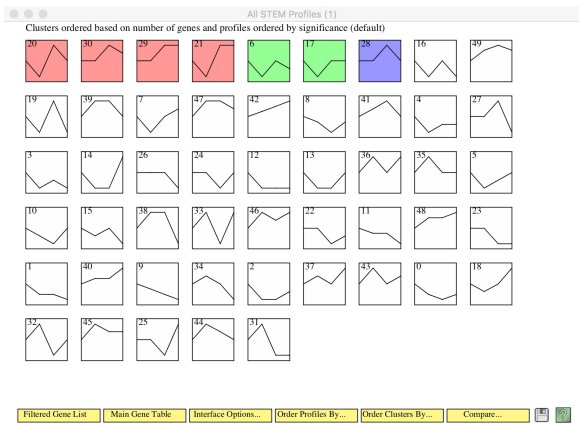 All STEM Profiles (1)
Clusters ordered based on number of genes and profiles ordered by significance (default)
20 30 29 21 6 17 28 16 49
19 39 7 47 42 8 41 4 27
3 14 26 24 12 13 36 35 5
10 15 38 33 46 22 11 48 23
1 40 9 34 2 37 43 0 18
32 45 25 44 31
Filtered Gene List Main Gene Table Interface Options... Order Profiles By... Order Clusters By... Compare...
?